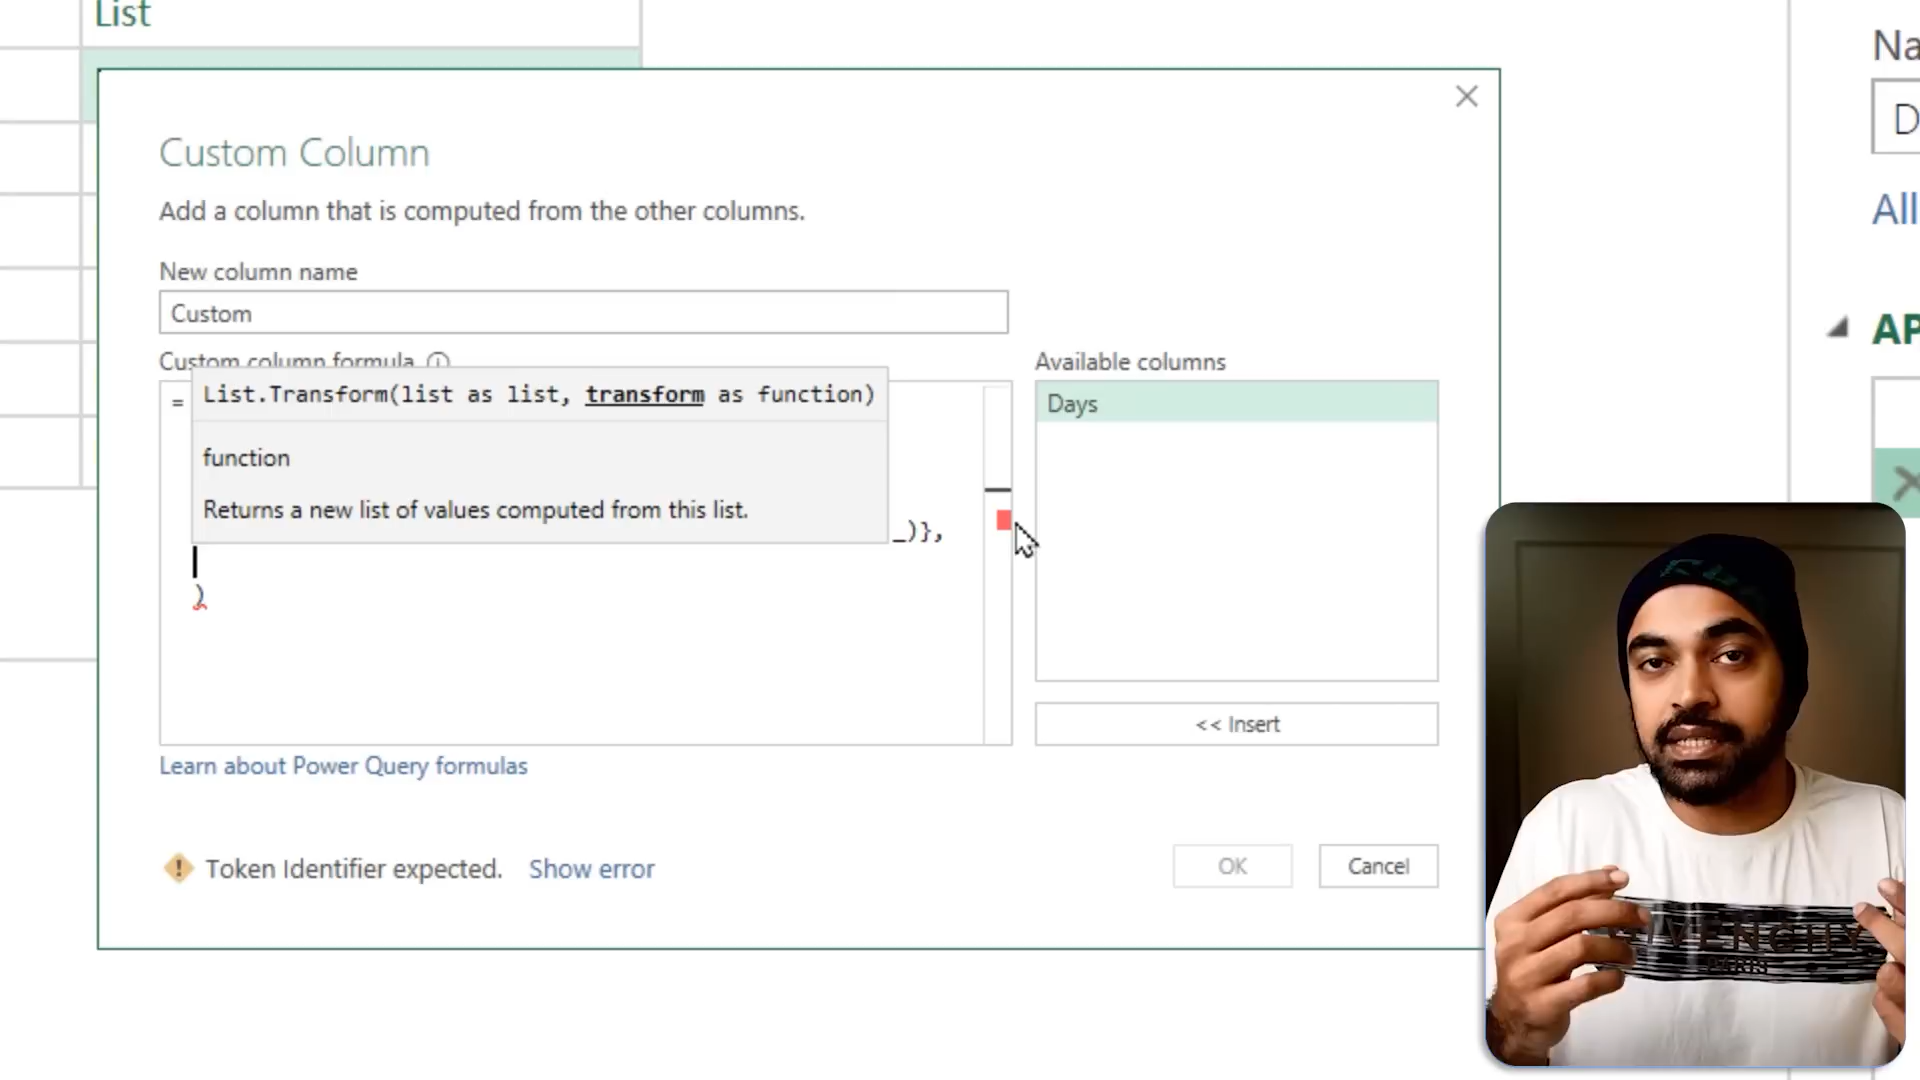 List
Na
D
All
AP
Custom Column
Add a column that is computed from the other columns.
New column name
Custom
Custom column formula
=
List.Transform(list as list, transform as function)
function
Returns a new list of values computed from this list.
_)},
)
Available columns
Days
<< Insert
Learn about Power Query formulas
Token Identifier expected. Show error
OK
Cancel
GIVENCHY
PARIS